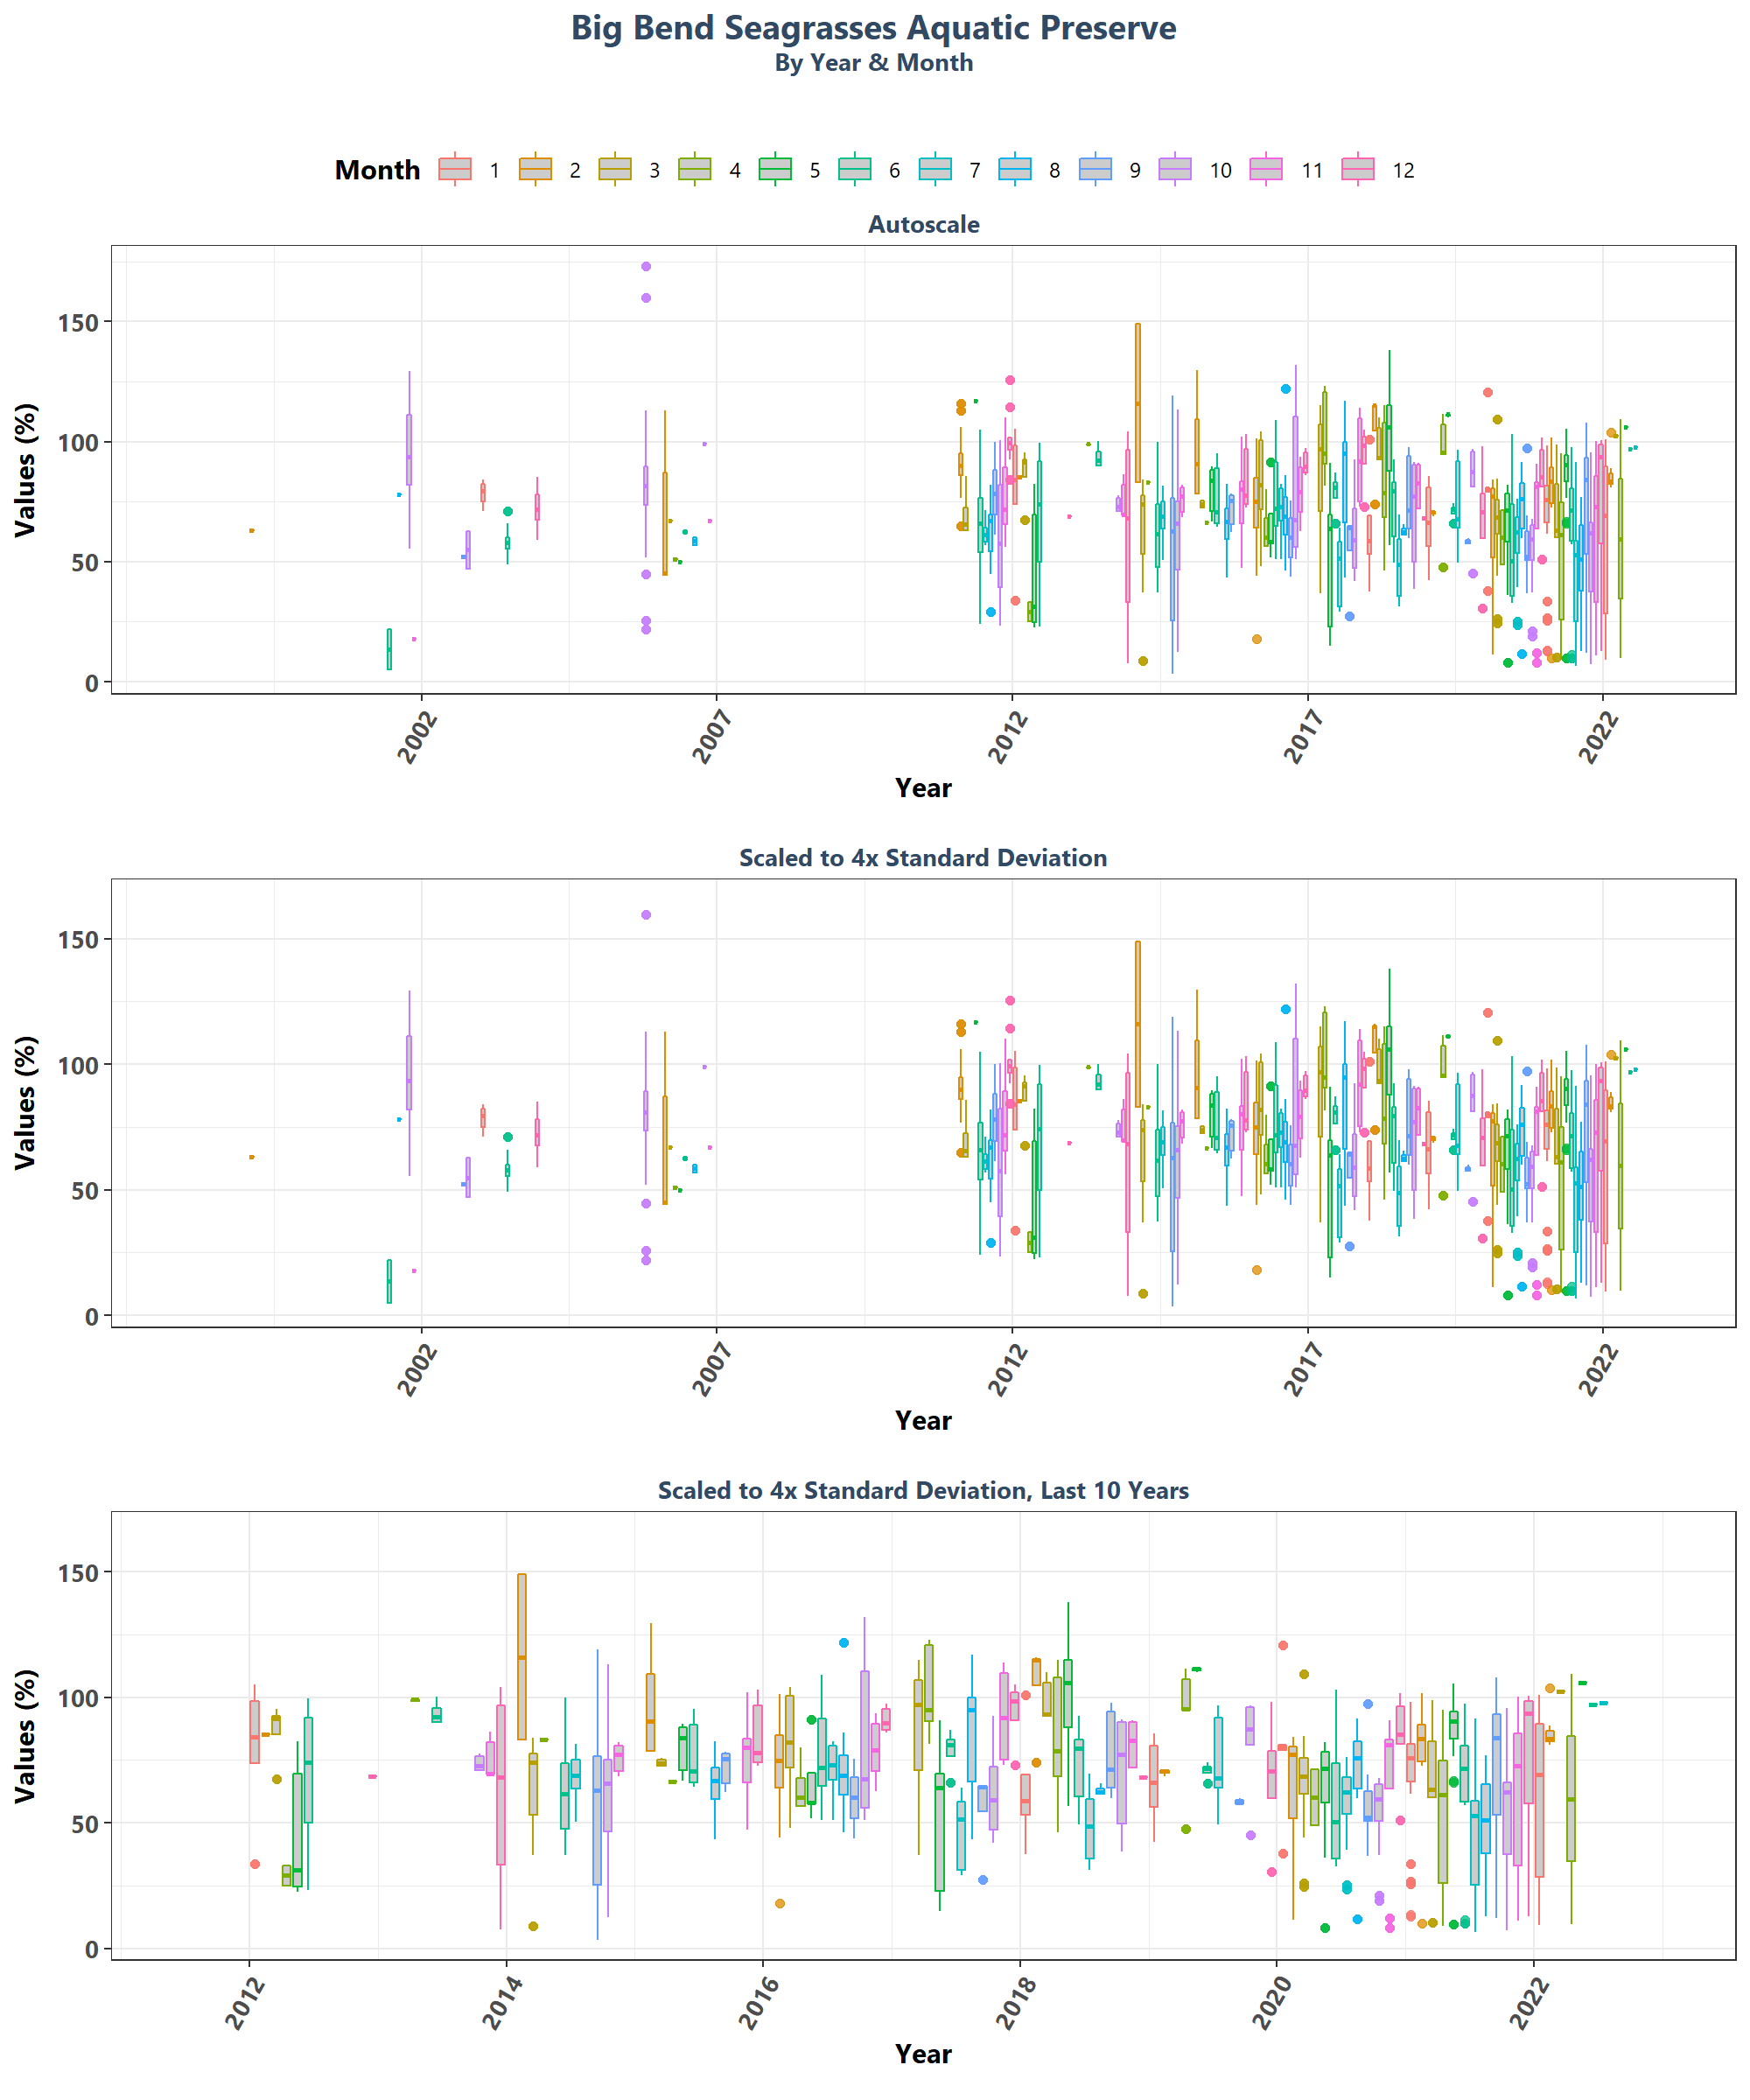 Big Bend Seagrasses Aquatic Preserve
By Year & Month
Month 1 2 3 4 5 6 7 8 9 10 11 12
Autoscale
Values (%)
150
100
50
0
2002 2007 2012 2017 2022
Year
Scaled to 4x Standard Deviation
Values (%)
150
100
50
0
2002 2007 2012 2017 2022
Year
Scaled to 4x Standard Deviation, Last 10 Years
Values (%)
150
100
50
0
2012 2014 2016 2018 2020 2022
Year